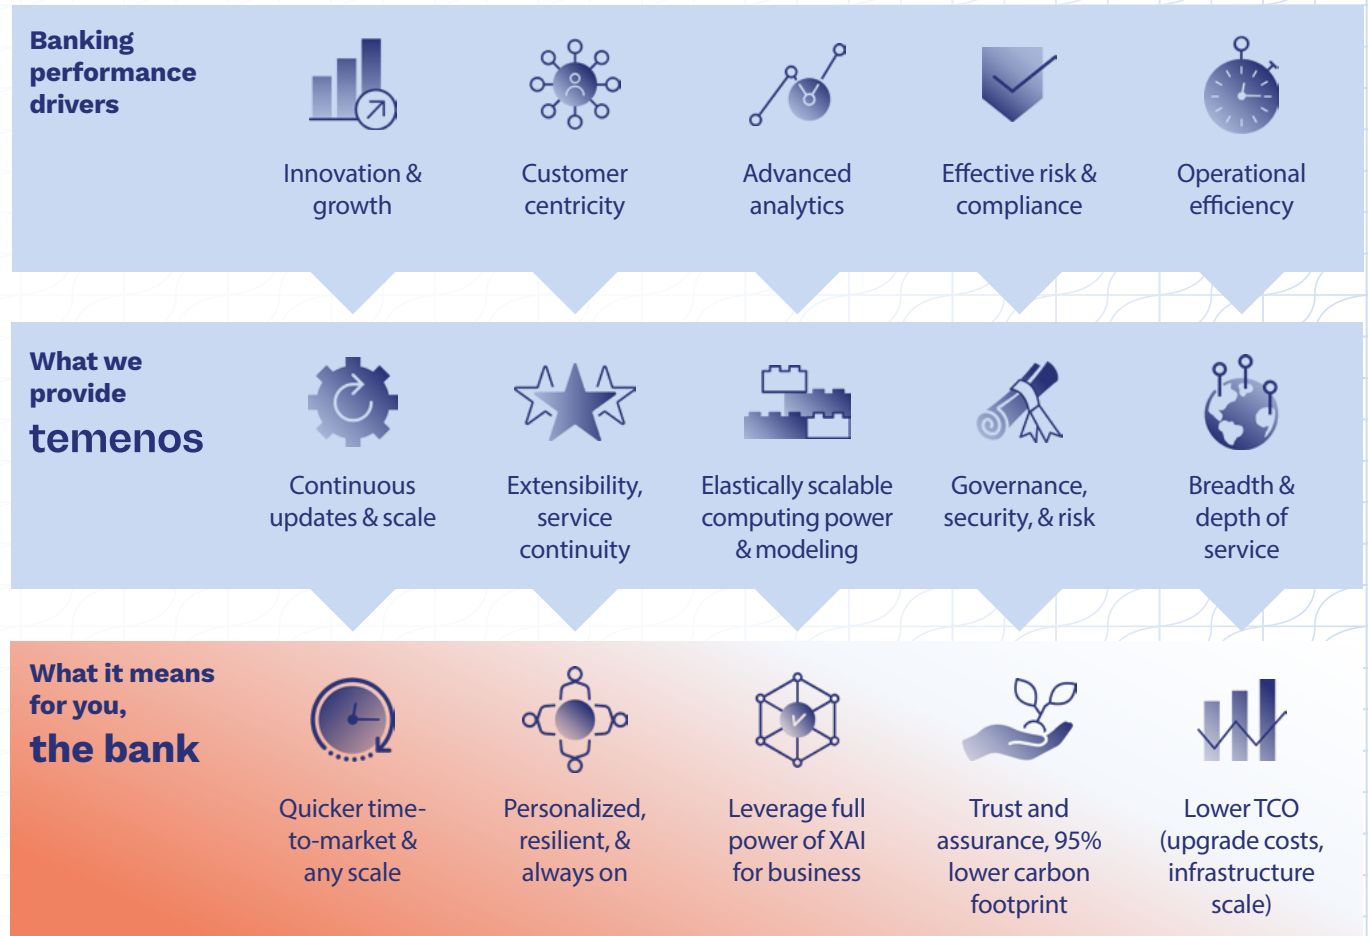 Banking
performance
drivers
Innovation &
growth
Customer
centricity
Advanced
analytics
Effective risk &
compliance
Operational
efficiency
What we
provide
temenos
Continuous
updates & scale
Extensibility,
service
continuity
Elastically scalable
computing power
& modeling
Governance,
security, & risk
Breadth &
depth of
service
What it means
for you,
the bank
Quicker time-
to-market &
any scale
Personalized,
resilient, &
always on
Leverage full
power of XAI
for business
Trust and
assurance, 95%
lower carbon
footprint
Lower TCO
(upgrade costs,
infrastructure
scale)